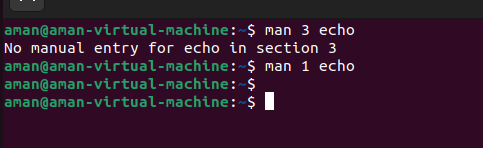 aman@aman-virtual-machine:~$ man 3 echo
No manual entry for echo in section 3
aman@aman-virtual-machine:~$ man 1 echo
aman@aman-virtual-machine:~$
aman@aman-virtual-machine:~$